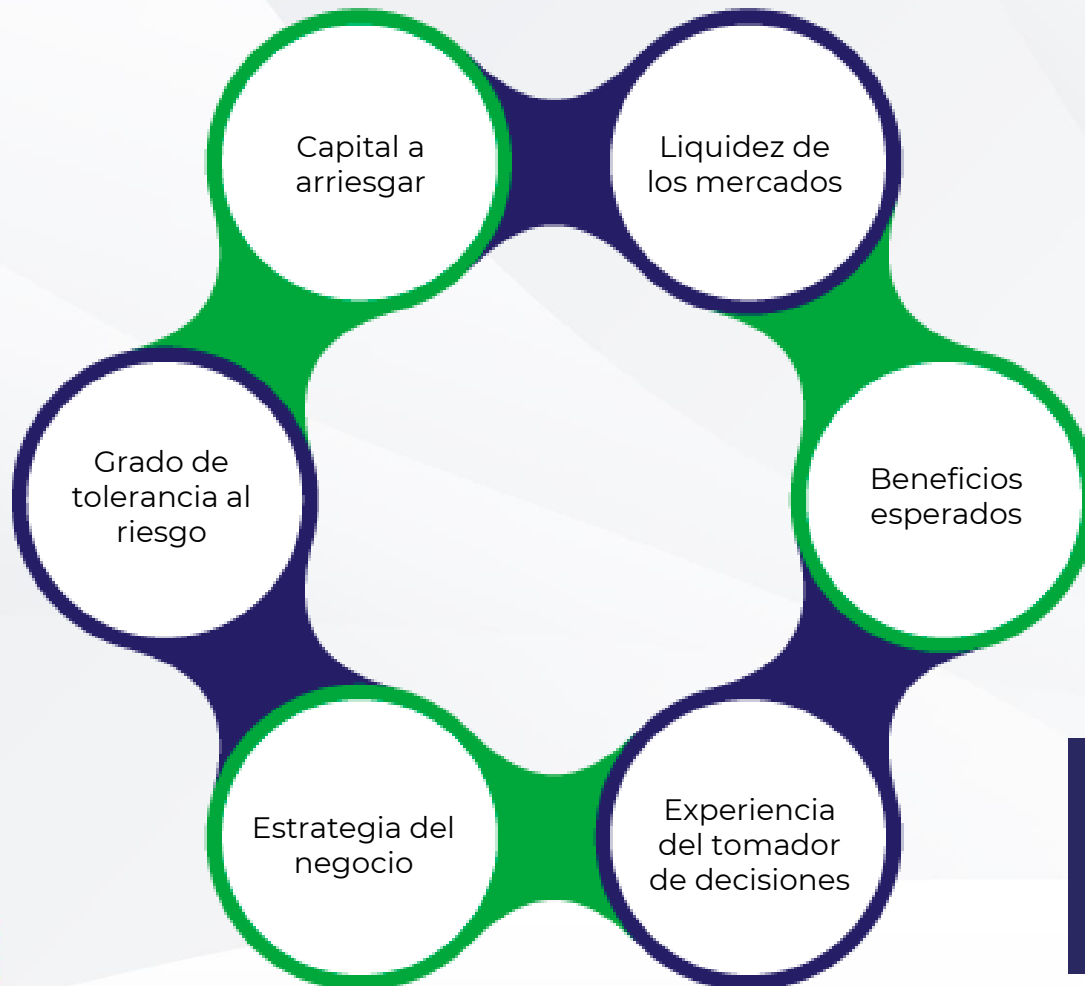 Capital a
arriesgar
Liquidez de
los mercados
Beneficios
esperados
Experiencia
del tomador
de decisiones
Estrategia del
negocio
Grado de
tolerancia al
riesgo